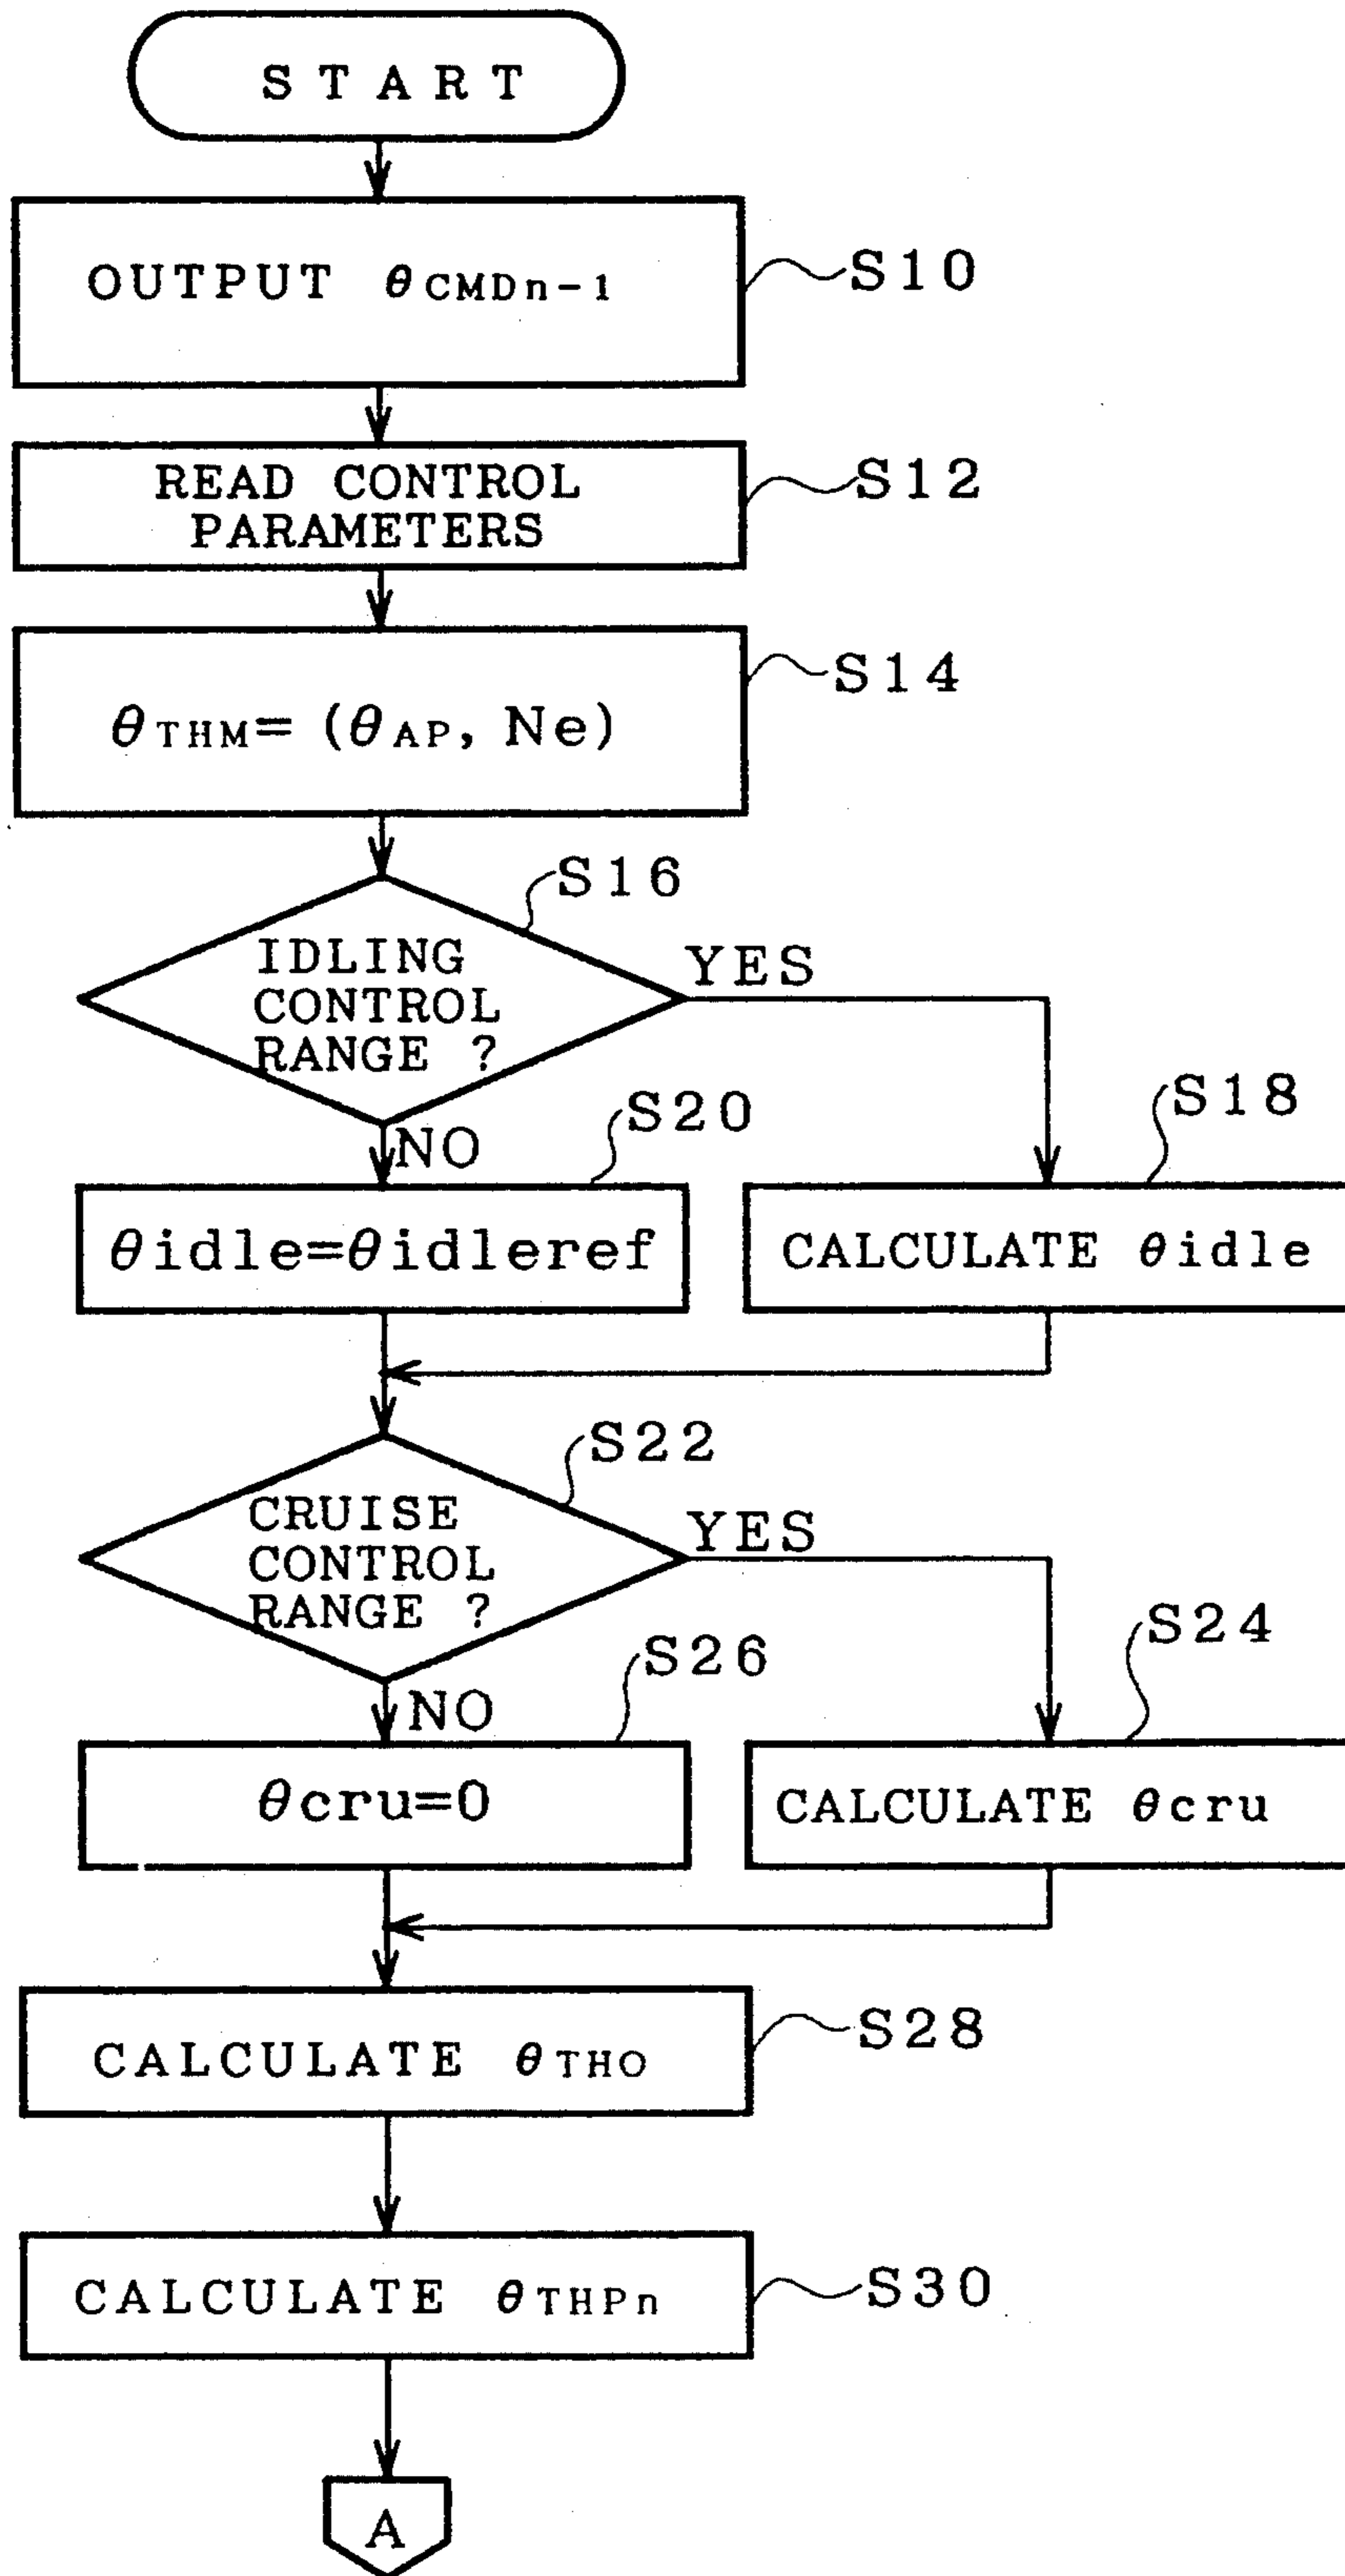 START
OUTPUT θCMDn-1
S10
READ CONTROL
PARAMETERS
S12
θTHM= (θAP, Ne)
S14
S16
IDLING
CONTROL
RANGE ?
YES
NO
S20
S18
θidle=θidleref
CALCULATE θidle
S22
CRUISE
CONTROL
RANGE ?
YES
NO
S26
S24
θcru=0
CALCULATE θcru
CALCULATE θTHO
S28
CALCULATE θTHPn
S30
A